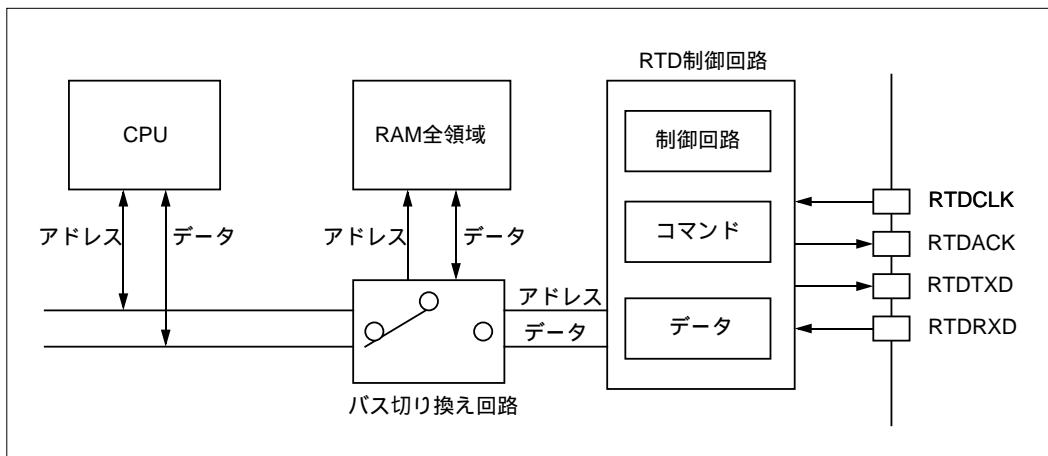 RTD制御回路
CPU
RAM全領域
制御回路
コマンド
データ
アドレス
データ
アドレス
データ
アドレス
データ
バス切り換え回路
RTDCLK
RTDACK
RTDTXD
RTDRXD